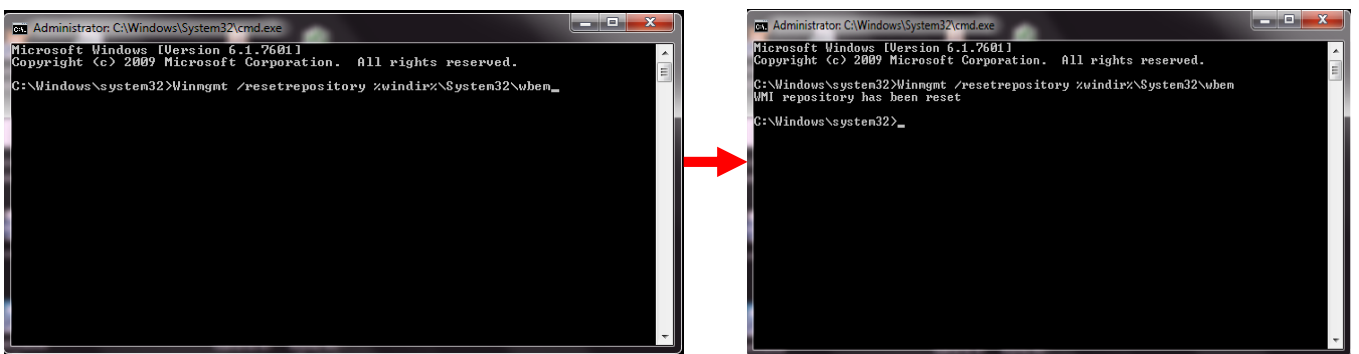 Administrator: C:\Windows\System32\cmd.exe
Microsoft Windows [Version 6.1.7601]
Copyright (c) 2009 Microsoft Corporation.  All rights reserved.
C:\Windows\system32>Winmgmt /resetrepository %windir%\System32\wbem_
Administrator: C:\Windows\System32\cmd.exe
Microsoft Windows [Version 6.1.7601]
Copyright (c) 2009 Microsoft Corporation.  All rights reserved.
C:\Windows\system32>Winmgmt /resetrepository %windir%\System32\wbem
WMI repository has been reset
C:\Windows\system32>_